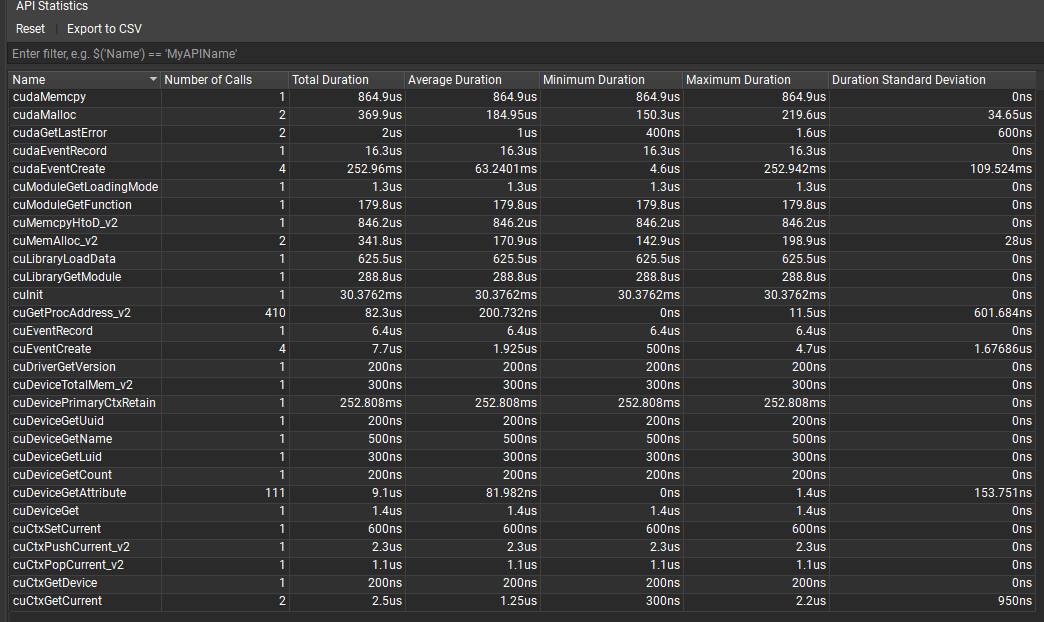 API Statistics
Reset Export to CSV
Enter filter, e.g. $('Name') == 'MyAPIName'
Name Number of Calls Total Duration Average Duration Minimum Duration Maximum Duration Duration Standard Deviation
cudaMemcpy 1 864.9us 864.9us 864.9us 864.9us 0ns
cudaMalloc 2 369.9us 184.95us 150.3us 219.6us 34.65us
cudaGetLastError 2 2us 1us 400ns 1.6us 600ns
cudaEventRecord 1 16.3us 16.3us 16.3us 16.3us 0ns
cudaEventCreate 4 252.96ms 63.2401ms 4.6us 252.942ms 109.524ms
cuModuleGetLoadingMode 1 1.3us 1.3us 1.3us 1.3us 0ns
cuModuleGetFunction 1 179.8us 179.8us 179.8us 179.8us 0ns
cuMemcpyHtoD_v2 1 846.2us 846.2us 846.2us 846.2us 0ns
cuMemAlloc_v2 2 341.8us 170.9us 142.9us 198.9us 28us
cuLibraryLoadData 1 625.5us 625.5us 625.5us 625.5us 0ns
cuLibraryGetModule 1 288.8us 288.8us 288.8us 288.8us 0ns
cuInit 1 30.3762ms 30.3762ms 30.3762ms 30.3762ms 0ns
cuGetProcAddress_v2 410 82.3us 200.732ns 0ns 11.5us 601.684ns
cuEventRecord 1 6.4us 6.4us 6.4us 6.4us 0ns
cuEventCreate 4 7.7us 1.925us 500ns 4.7us 1.67686us
cuDriverGetVersion 1 200ns 200ns 200ns 200ns 0ns
cuDeviceTotalMem_v2 1 300ns 300ns 300ns 300ns 0ns
cuDevicePrimaryCtxRetain 1 252.808ms 252.808ms 252.808ms 252.808ms 0ns
cuDeviceGetUuid 1 200ns 200ns 200ns 200ns 0ns
cuDeviceGetName 1 500ns 500ns 500ns 500ns 0ns
cuDeviceGetLuid 1 300ns 300ns 300ns 300ns 0ns
cuDeviceGetCount 1 200ns 200ns 200ns 200ns 0ns
cuDeviceGetAttribute 111 9.1us 81.982ns 0ns 1.4us 153.751ns
cuDeviceGet 1 1.4us 1.4us 1.4us 1.4us 0ns
cuCtxSetCurrent 1 600ns 600ns 600ns 600ns 0ns
cuCtxPushCurrent_v2 1 2.3us 2.3us 2.3us 2.3us 0ns
cuCtxPopCurrent_v2 1 1.1us 1.1us 1.1us 1.1us 0ns
cuCtxGetDevice 1 200ns 200ns 200ns 200ns 0ns
cuCtxGetCurrent 2 2.5us 1.25us 300ns 2.2us 950ns